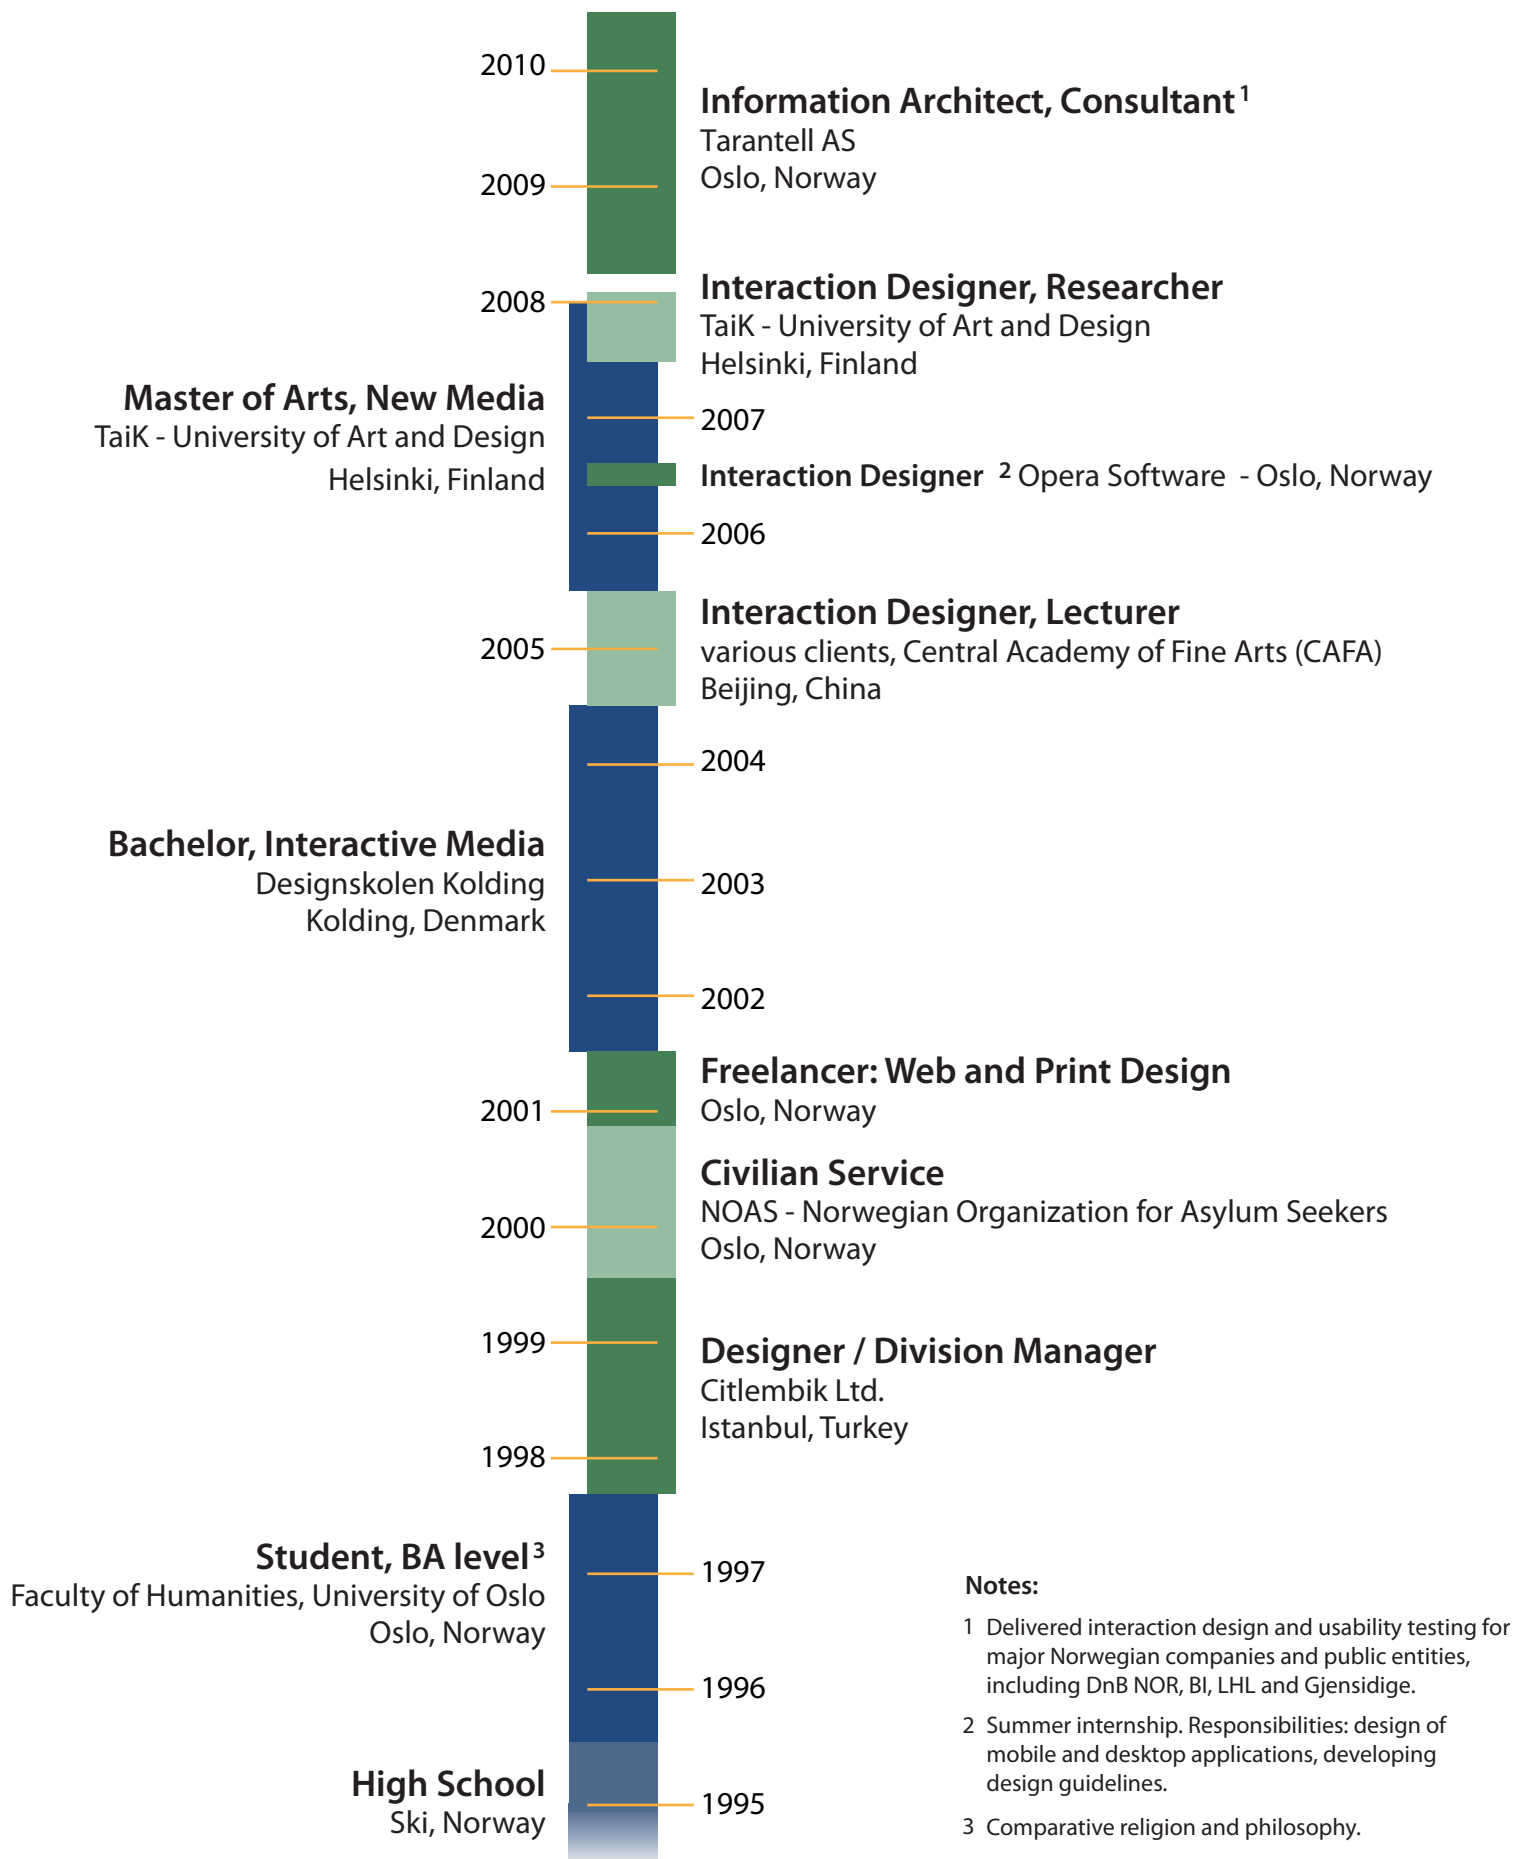 2010
Information Architect, Consultant 1
Tarantell AS
Oslo, Norway
2009
Interaction Designer, Researcher
TaiK - University of Art and Design
Helsinki, Finland
2008
Master of Arts, New Media
TaiK - University of Art and Design
Helsinki, Finland
2007
Interaction Designer 2 Opera Software - Oslo, Norway
2006
Interaction Designer, Lecturer
various clients, Central Academy of Fine Arts (CAFA)
Beijing, China
2005
2004
Bachelor, Interactive Media
Designskolen Kolding
Kolding, Denmark
2003
2002
Freelancer: Web and Print Design
Oslo, Norway
2001
Civilian Service
NOAS - Norwegian Organization for Asylum Seekers
Oslo, Norway
2000
1999
Designer / Division Manager
Citlembik Ltd.
Istanbul, Turkey
1998
Student, BA level 3
Faculty of Humanities, University of Oslo
Oslo, Norway
1997
1996
High School
Ski, Norway
1995
Notes:
1 Delivered interaction design and usability testing for
major Norwegian companies and public entities,
including DnB NOR, BI, LHL and Gjensidige.
2 Summer internship. Responsibilities: design of
mobile and desktop applications, developing
design guidelines.
3 Comparative religion and philosophy.